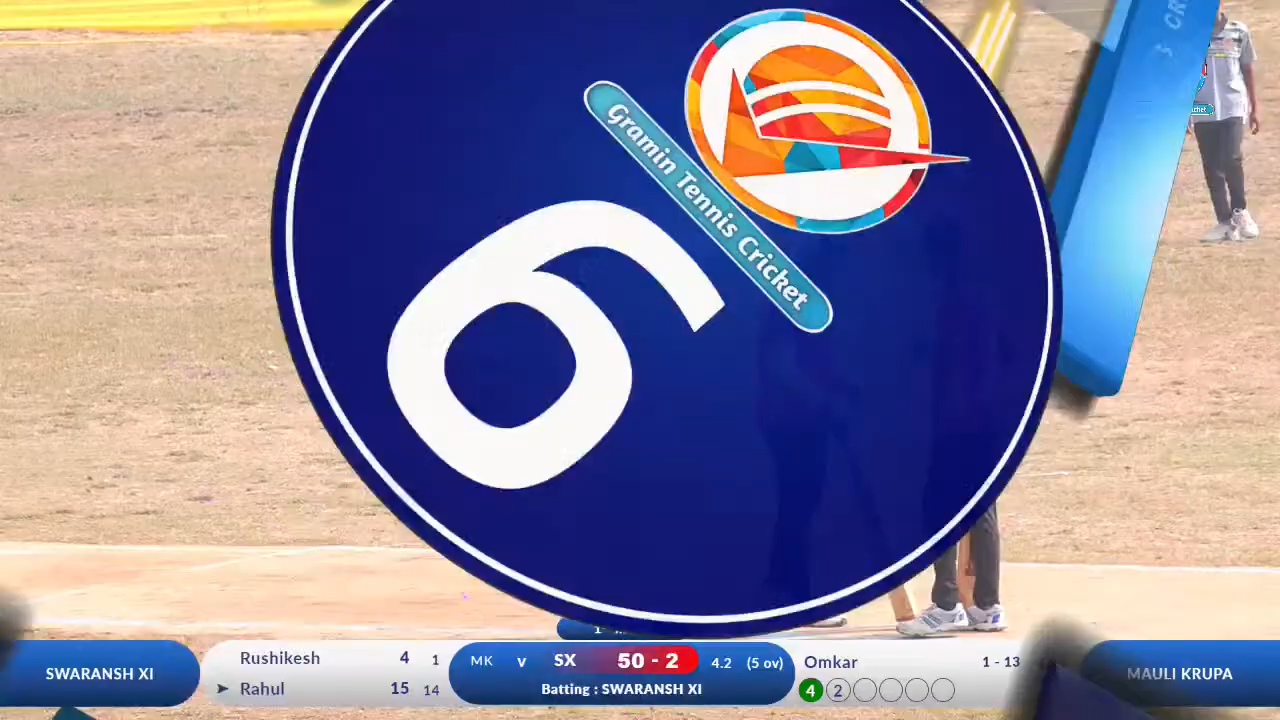 CR
Gramin Tennis Cricket
6
SWARANSH XI
Rushikesh 4 1
Rahul 15 14
MK v SX 50 - 2 4.2 (5 ov)
Batting : SWARANSH XI
Omkar 1 - 13
4 2
MAULI KRUPA